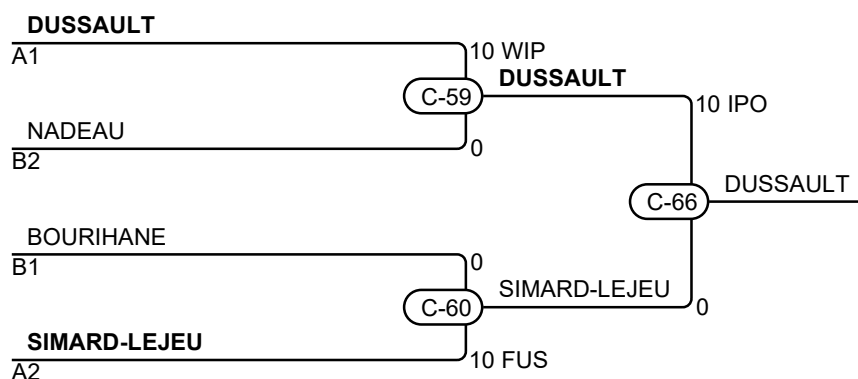 DUSSAULT
A1
10 WIP
C-59
DUSSAULT
NADEAU
B2
0
10 IPO
C-66
DUSSAULT
BOURIHANE
B1
0
C-60
SIMARD-LEJEU
0
SIMARD-LEJEU
A2
10 FUS